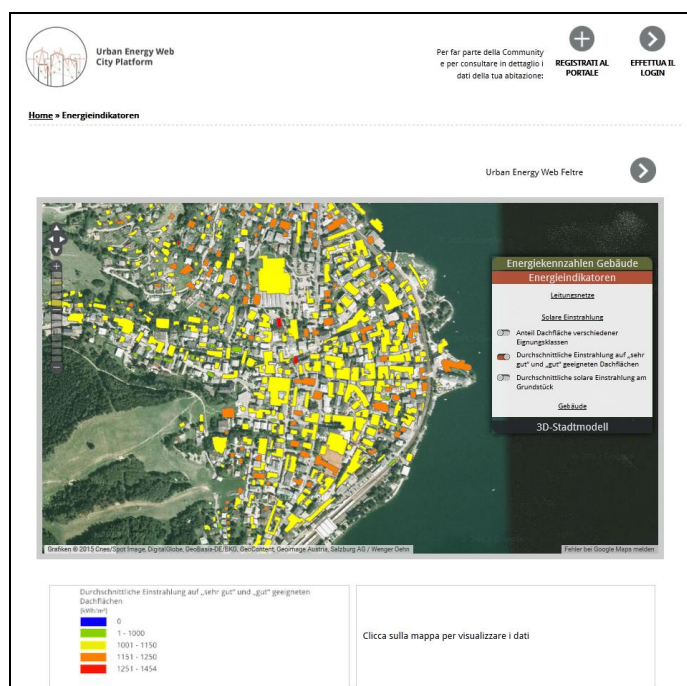 Urban Energy Web
City Platform
Per far parte della Community
e per consultare in dettaglio i
dati della tua abitazione:
REGISTRATI AL
PORTALE
EFFETTUA IL
LOGIN
Home » Energieindikatoren
Urban Energy Web Feltre
Energiekennzahlen Gebäude
Energieindikatoren
Leitungsnetze
Solare Einstrahlung
Anteil Dachfläche verschiedener
Eignungsklassen
Durchschnittliche Einstrahlung auf „sehr
gut" und „gut" geeigneten Dachflächen
Durchschnittliche solare Einstrahlung am
Grundstück
Gebäude
3D-Stadtmodell
Grafiken © 2015 Cnes/Spot Image, DigitalGlobe, GeoBasis-DE/BKG, GeoContent, Geoimage Austria, Salzburg AG / Wenger Oehn
Fehler bei Google Maps melden
Durchschnittliche Einstrahlung auf „sehr gut" und „gut" geeigneten
Dachflächen
[kWh/m²]
0
1 - 1000
1001 - 1150
1151 - 1250
1251 - 1454
Clicca sulla mappa per visualizzare i dati